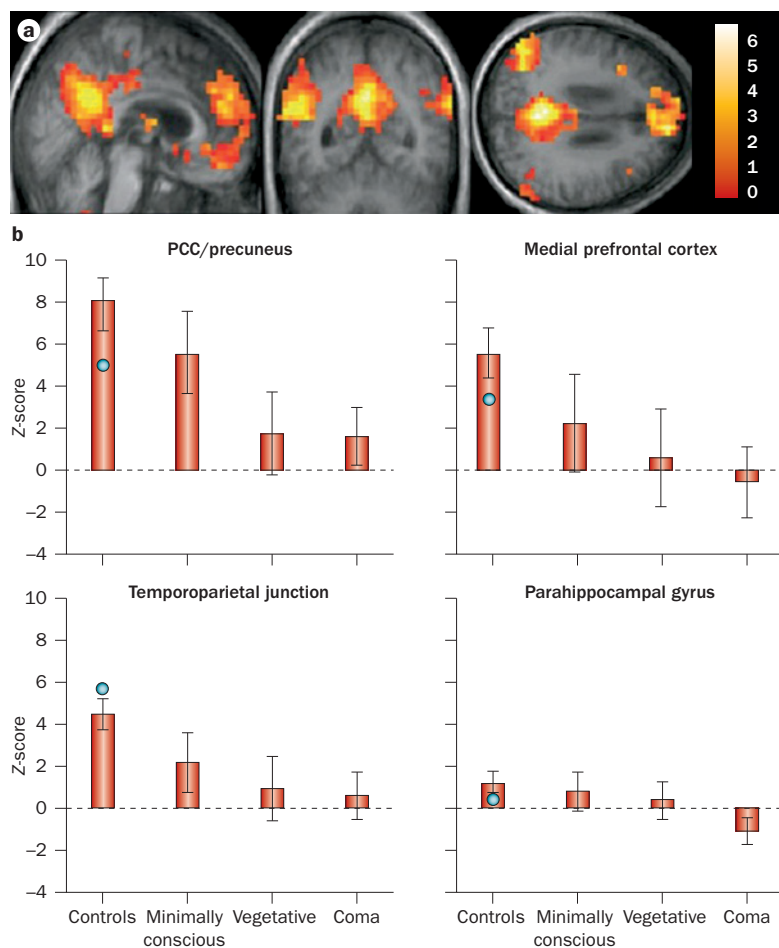 a
6
5
4
3
2
1
0
b
PCC/precuneus
Medial prefrontal cortex
10
8
6
4
2
0
–2
–4
Z-score
Temporoparietal junction
Parahippocampal gyrus
10
8
6
4
2
0
–2
–4
Z-score
Controls
Minimally
conscious
Vegetative
Coma
Controls
Minimally
conscious
Vegetative
Coma